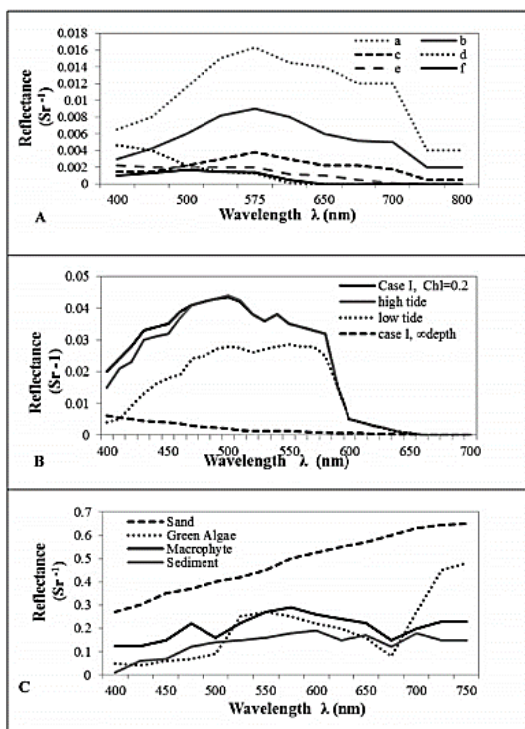 0.018
0.016
0.014
0.012
0.01
0.008
0.006
0.004
0.002
0
Reflectance
(Sr⁻¹)
a b
c d
e f
400 500 575 650 700 800
Wavelength λ (nm)
A
0.05
0.04
0.03
0.02
0.01
0
Reflectance
(Sr⁻¹)
Case I, Chl=0.2
high tide
low tide
case I, ∞depth
400 450 500 550 600 650 700
Wavelength λ (nm)
B
0.7
0.6
0.5
0.4
0.3
0.2
0.1
0
Reflectance
(Sr⁻¹)
Sand
Green Algae
Macrophyte
Sediment
400 450 500 550 600 650 700 750
Wavelength λ (nm)
C